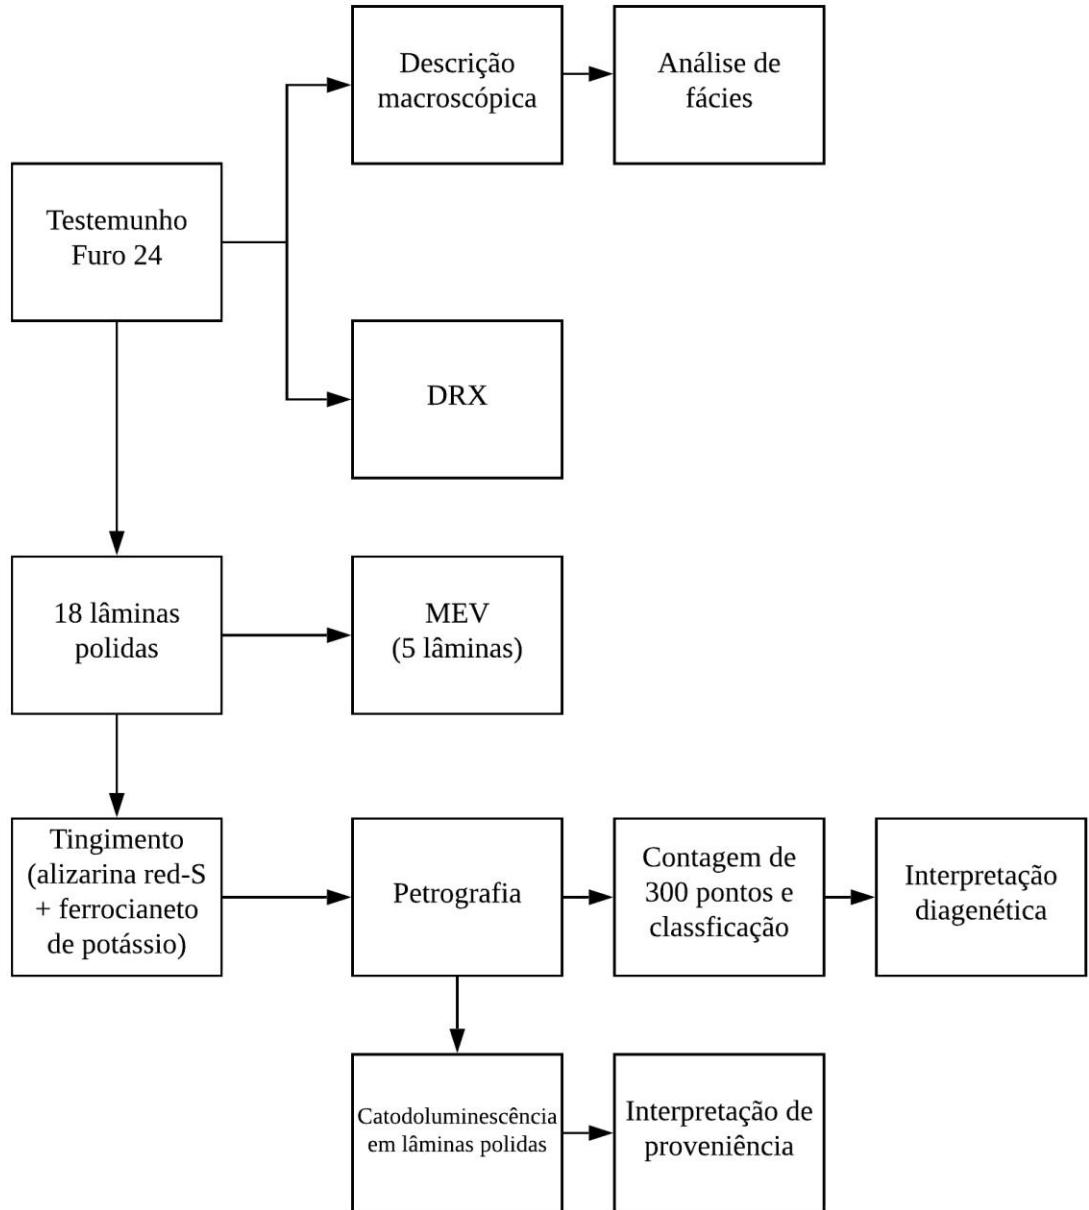 Descrição
macroscópica
Análise de
fácies
Testemunho
Furo 24
DRX
18 lâminas
polidas
MEV
(5 lâminas)
Tingimento
(alizarina red-S
+ ferrocianeto
de potássio)
Petrografia
Contagem de
300 pontos e
classficação
Interpretação
diagenética
Catodoluminescência
em lâminas polidas
Interpretação de
proveniência